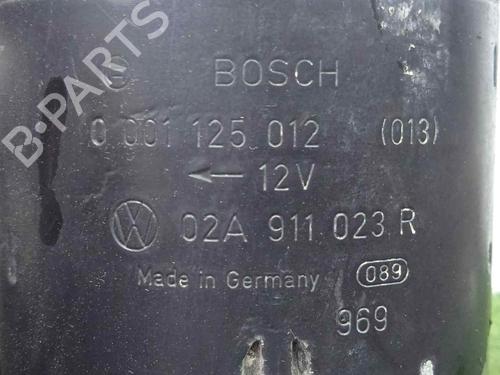 BOSCH
0 001 125 012 (013)
← 12V
02A 911 023 R
Made in Germany 089
969
B-PARTS